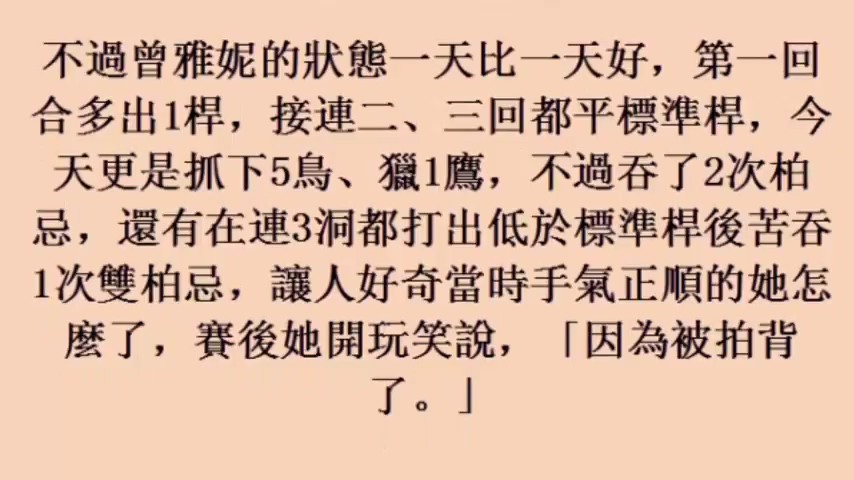 不過曾雅妮的狀態一天比一天好，第一回
合多出1桿，接連二、三回都平標準桿，今
天更是抓下5鳥、獵1鷹，不過吞了2次柏
忌，還有在連3洞都打出低於標準桿後苦吞
1次雙柏忌，讓人好奇當時手氣正順的她怎
麼了，賽後她開玩笑說，「因為被拍背
了。」